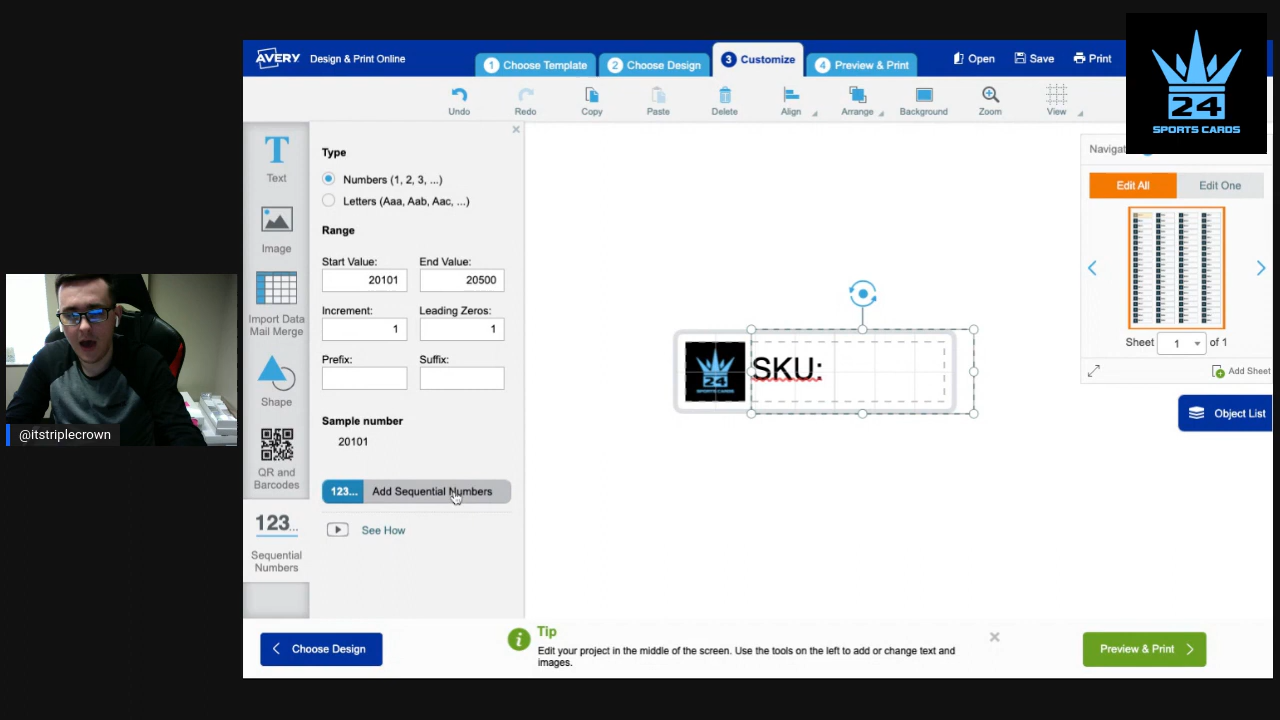 AVERY Design & Print Online
1 Choose Template
2 Choose Design
3 Customize
4 Preview & Print
Open
Save
Print
24
SPORTS CARDS
Undo
Redo
Copy
Paste
Delete
Align
Arrange
Background
Zoom
View
Text
Image
Import Data
Mail Merge
Shape
QR and
Barcodes
123...
Sequential
Numbers
Type
Numbers (1, 2, 3, ...)
Letters (Aaa, Aab, Aac, ...)
Range
Start Value: End Value:
20101 20500
Increment: Leading Zeros:
1 1
Prefix: Suffix:
Sample number
20101
123... Add Sequential Numbers
See How
24
SPORTS CARDS
SKU:
Navigat
Edit All Edit One
Sheet 1 of 1
Add Sheet
Object List
@itstriplecrown
Choose Design
Tip
Edit your project in the middle of the screen. Use the tools on the left to add or change text and
images.
Preview & Print